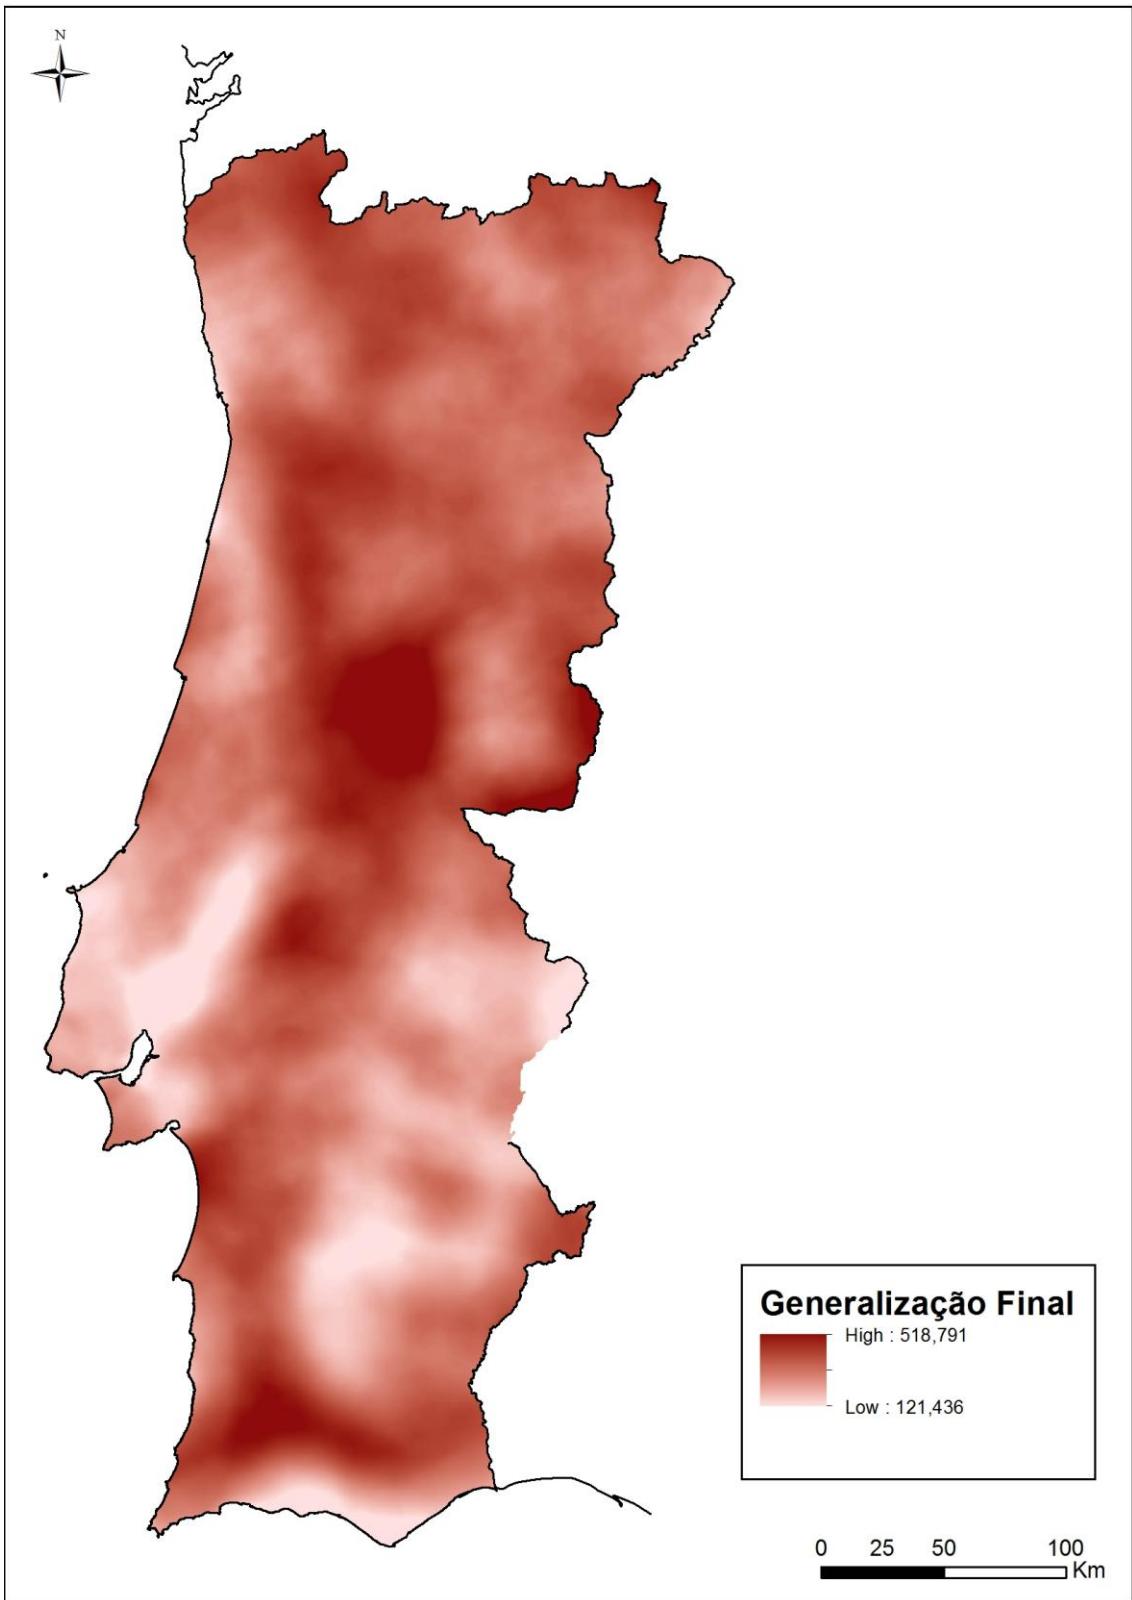 N
Generalização Final
High : 518,791
Low : 121,436
0 25 50 100
Km